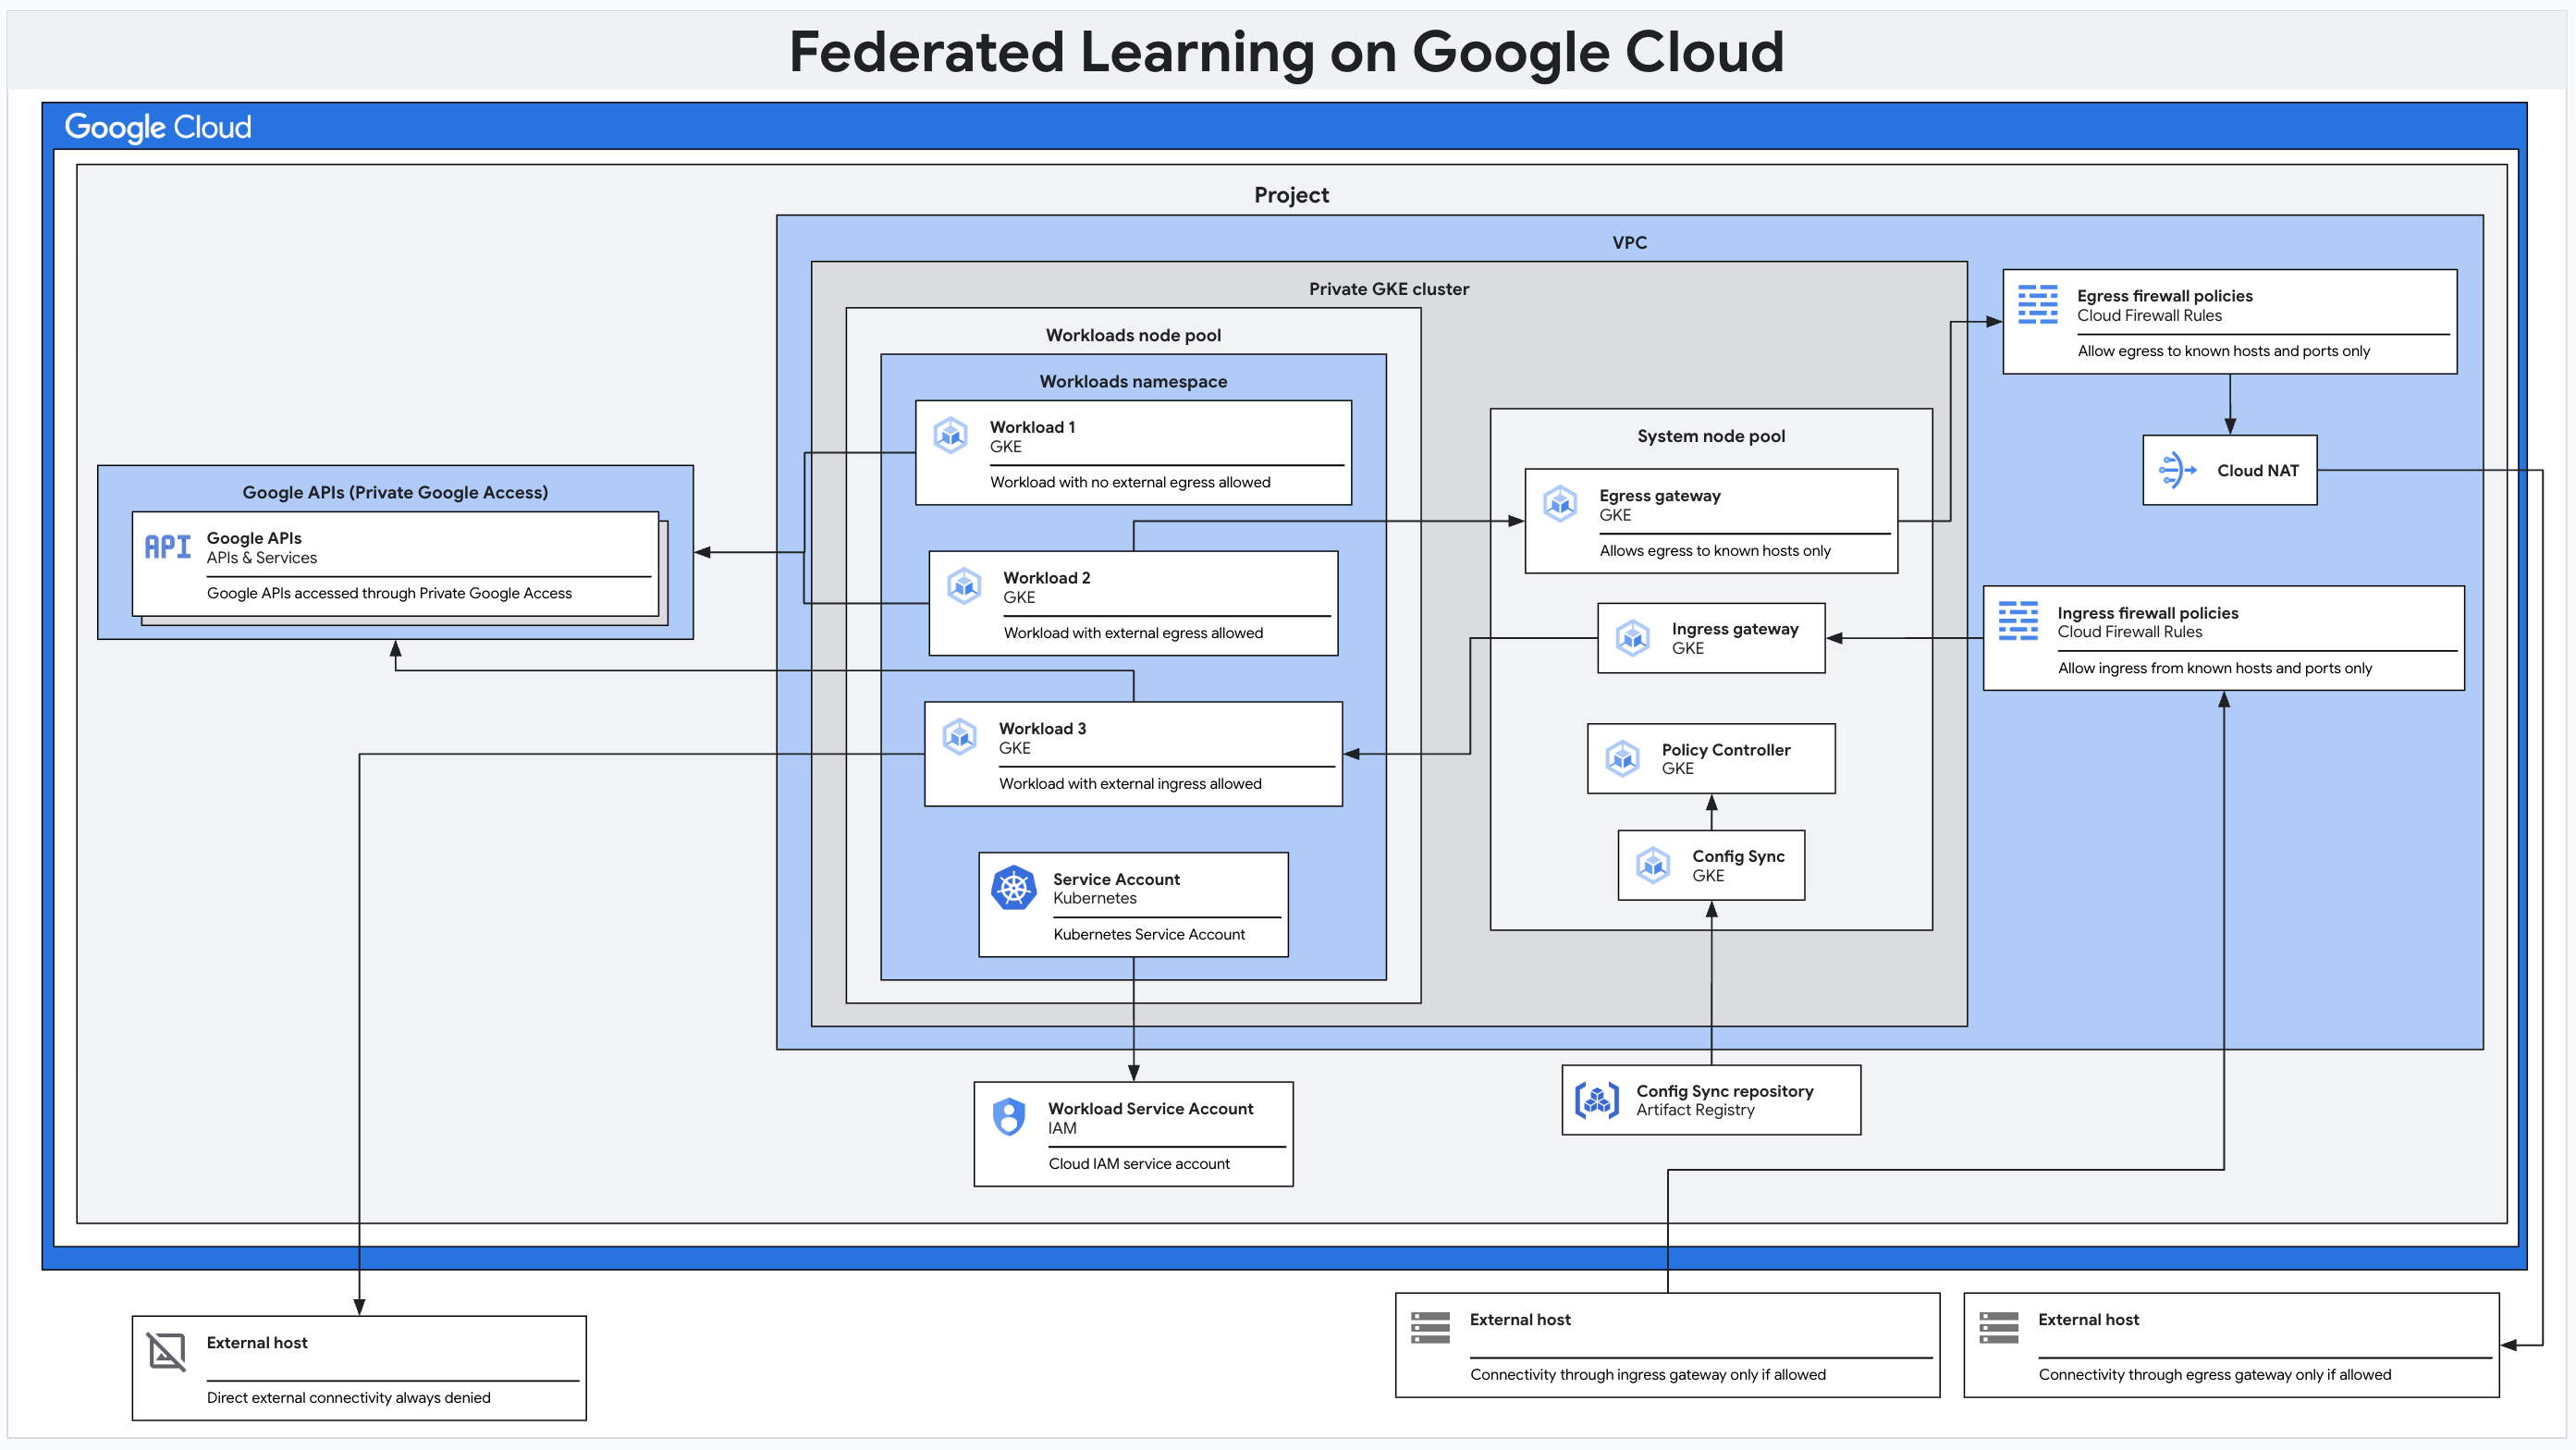 Federated Learning on Google Cloud
Google Cloud
Project
VPC
Private GKE cluster
Workloads node pool
Workloads namespace
Workload 1
GKE
Workload with no external egress allowed
Workload 2
GKE
Workload with external egress allowed
Workload 3
GKE
Workload with external ingress allowed
Service Account
Kubernetes
Kubernetes Service Account
Google APIs (Private Google Access)
API
Google APIs
APIs & Services
Google APIs accessed through Private Google Access
System node pool
Egress gateway
GKE
Allows egress to known hosts only
Ingress gateway
GKE
Policy Controller
GKE
Config Sync
GKE
Egress firewall policies
Cloud Firewall Rules
Allow egress to known hosts and ports only
Cloud NAT
Ingress firewall policies
Cloud Firewall Rules
Allow ingress from known hosts and ports only
Workload Service Account
IAM
Cloud IAM service account
Config Sync repository
Artifact Registry
External host
Direct external connectivity always denied
External host
Connectivity through ingress gateway only if allowed
External host
Connectivity through egress gateway only if allowed